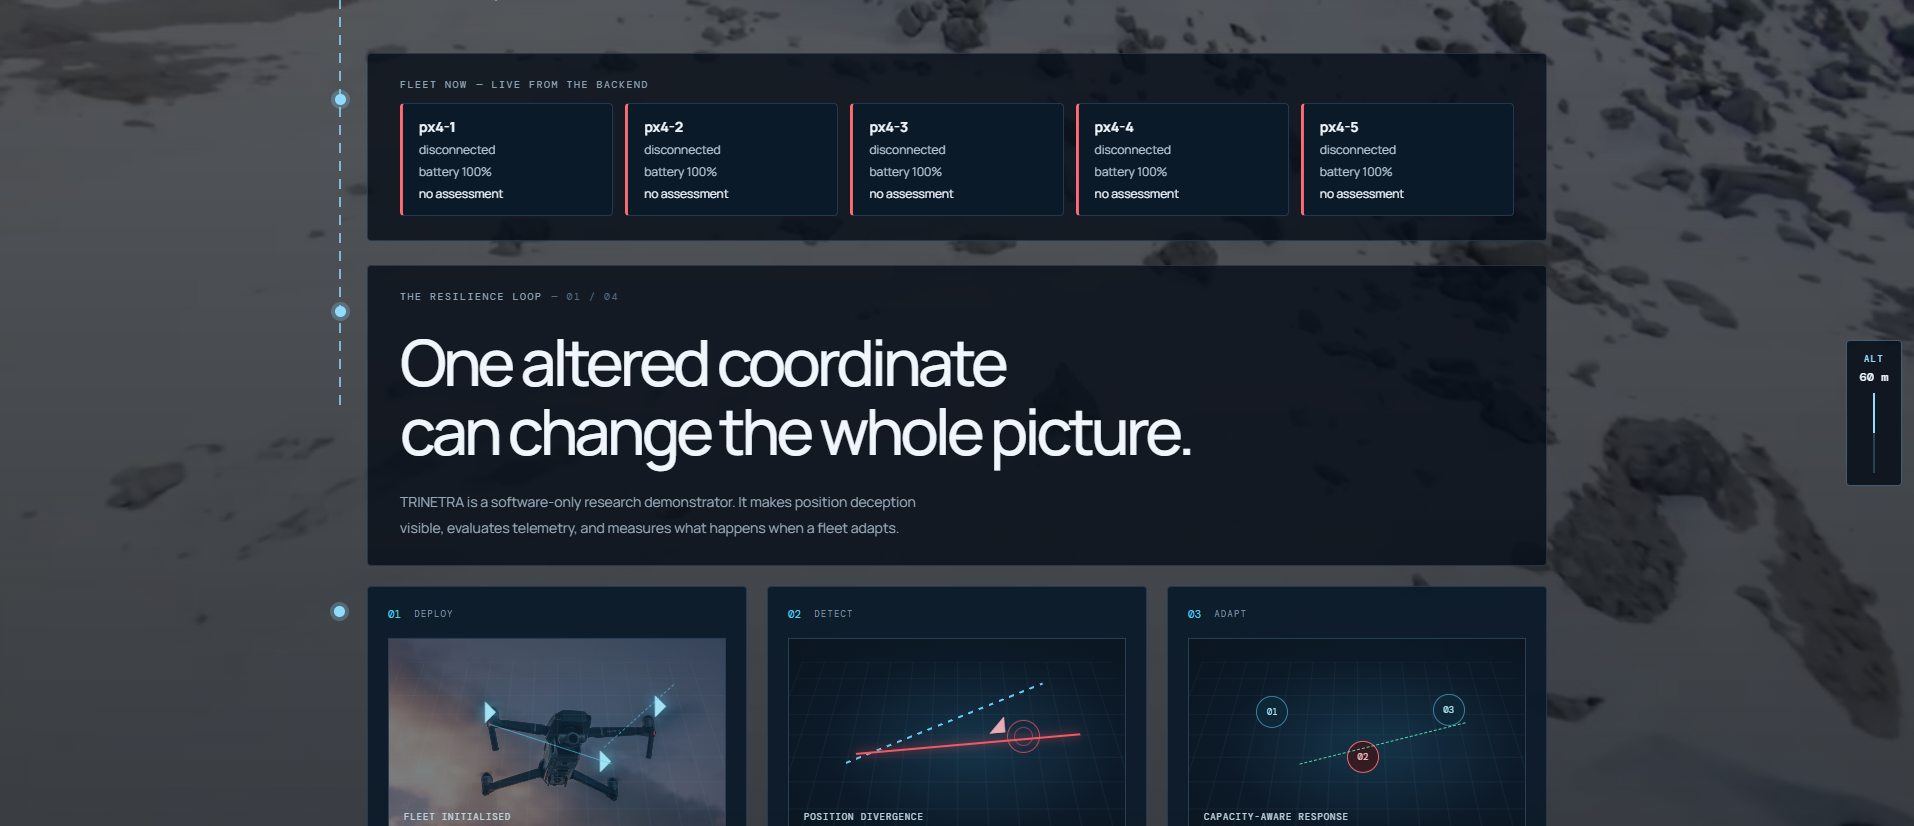 FLEET NOW — LIVE FROM THE BACKEND
px4-1
disconnected
battery 100%
no assessment
px4-2
disconnected
battery 100%
no assessment
px4-3
disconnected
battery 100%
no assessment
px4-4
disconnected
battery 100%
no assessment
px4-5
disconnected
battery 100%
no assessment
THE RESILIENCE LOOP — 01 / 04
One altered coordinate
can change the whole picture.
TRINETRA is a software-only research demonstrator. It makes position deception
visible, evaluates telemetry, and measures what happens when a fleet adapts.
ALT
60 m
01 DEPLOY
FLEET INITIALISED
02 DETECT
POSITION DIVERGENCE
03 ADAPT
01
03
02
CAPACITY-AWARE RESPONSE